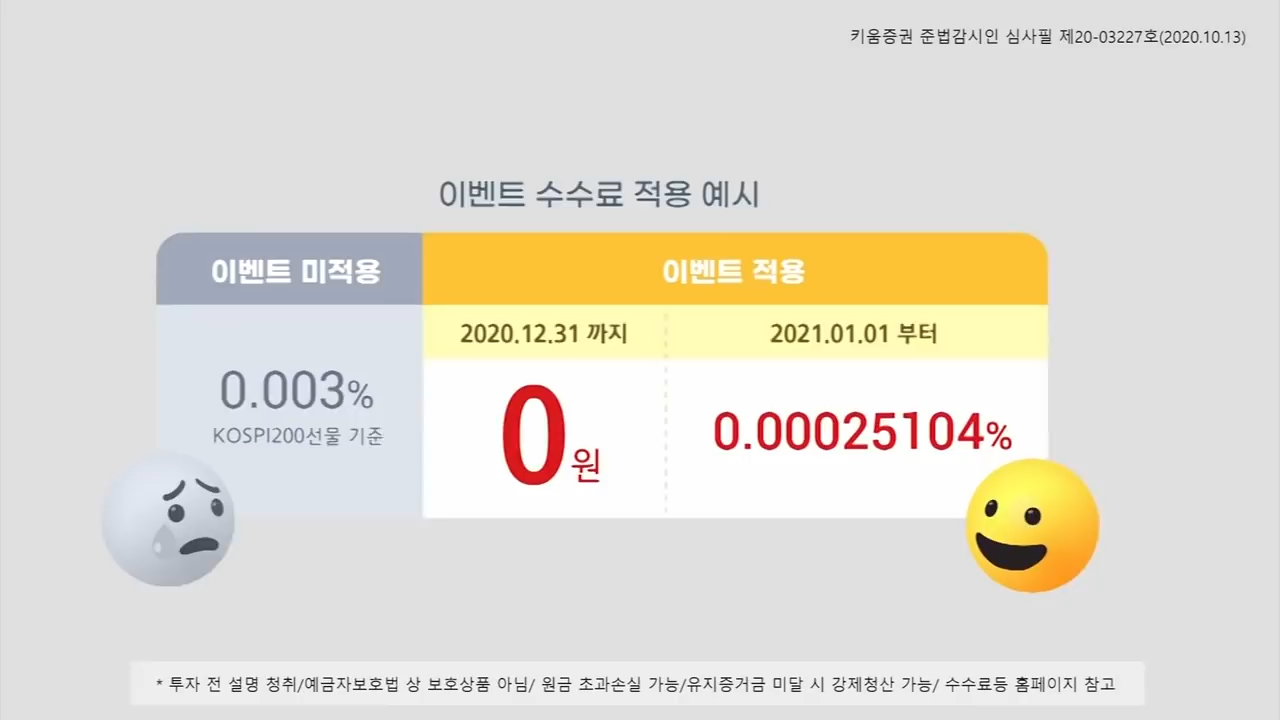 키움증권 준법감시인 심사필 제20-03227호(2020.10.13)
이벤트 수수료 적용 예시
이벤트 미적용
이벤트 적용
2020.12.31 까지
2021.01.01 부터
0.003%
KOSPI200선물 기준
0원
0.00025104%
* 투자 전 설명 청취/예금자보호법 상 보호상품 아님/ 원금 초과손실 가능/유지증거금 미달 시 강제청산 가능/ 수수료등 홈페이지 참고